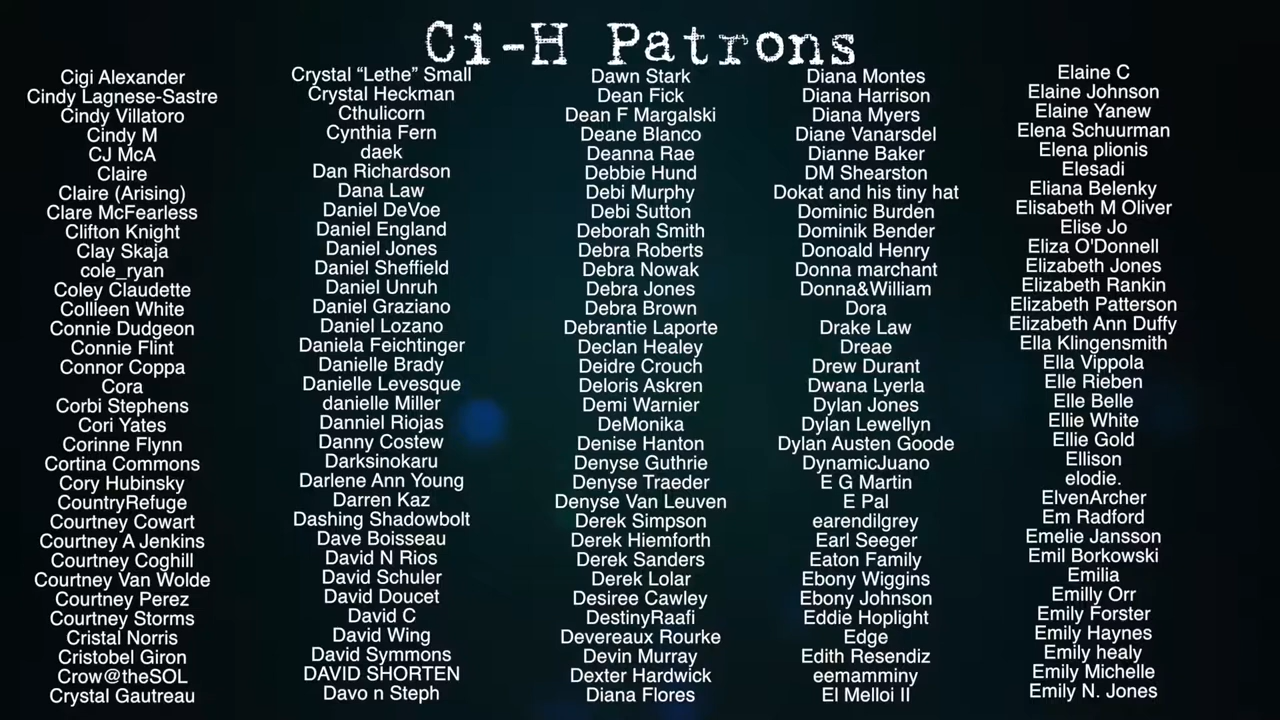 Ci-H Patrons
Cigi Alexander
Cindy Lagnese-Sastre
Cindy Villatoro
Cindy M
CJ McA
Claire
Claire (Arising)
Clare McFearless
Clifton Knight
Clay Skaja
cole_ryan
Coley Claudette
Collleen White
Connie Dudgeon
Connie Flint
Connor Coppa
Cora
Corbi Stephens
Cori Yates
Corinne Flynn
Cortina Commons
Cory Hubinsky
CountryRefuge
Courtney Cowart
Courtney A Jenkins
Courtney Coghill
Courtney Van Wolde
Courtney Perez
Courtney Storms
Cristal Norris
Cristobel Giron
Crow@theSOL
Crystal Gautreau
Crystal “Lethe” Small
Crystal Heckman
Cthulicorn
Cynthia Fern
daek
Dan Richardson
Dana Law
Daniel DeVoe
Daniel England
Daniel Jones
Daniel Sheffield
Daniel Unruh
Daniel Graziano
Daniel Lozano
Daniela Feichtinger
Danielle Brady
Danielle Levesque
danielle Miller
Danniel Riojas
Danny Costew
Darksinokaru
Darlene Ann Young
Darren Kaz
Dashing Shadowbolt
Dave Boisseau
David N Rios
David Schuler
David Doucet
David C
David Wing
David Symmons
DAVID SHORTEN
Davo n Steph
Dawn Stark
Dean Fick
Dean F Margalski
Deane Blanco
Deanna Rae
Debbie Hund
Debi Murphy
Debi Sutton
Deborah Smith
Debra Roberts
Debra Nowak
Debra Jones
Debra Brown
Debrantie Laporte
Declan Healey
Deidre Crouch
Deloris Askren
Demi Warnier
DeMonika
Denise Hanton
Denyse Guthrie
Denyse Traeder
Denyse Van Leuven
Derek Simpson
Derek Hiemforth
Derek Sanders
Derek Lolar
Desiree Cawley
DestinyRaafi
Devereaux Rourke
Devin Murray
Dexter Hardwick
Diana Flores
Diana Montes
Diana Harrison
Diana Myers
Diane Vanarsdel
Dianne Baker
DM Shearston
Dokat and his tiny hat
Dominic Burden
Dominik Bender
Donoald Henry
Donna marchant
Donna&William
Dora
Drake Law
Dreae
Drew Durant
Dwana Lyerla
Dylan Jones
Dylan Lewellyn
Dylan Austen Goode
DynamicJuano
E G Martin
E Pal
earendilgrey
Earl Seeger
Eaton Family
Ebony Wiggins
Ebony Johnson
Eddie Hoplight
Edge
Edith Resendiz
eemamminy
El Melloi II
Elaine C
Elaine Johnson
Elaine Yanew
Elena Schuurman
Elena plionis
Elesadi
Eliana Belenky
Elisabeth M Oliver
Elise Jo
Eliza O'Donnell
Elizabeth Jones
Elizabeth Rankin
Elizabeth Patterson
Elizabeth Ann Duffy
Ella Klingensmith
Ella Vippola
Elle Rieben
Elle Belle
Ellie White
Ellie Gold
Ellison
elodie.
ElvenArcher
Em Radford
Emelie Jansson
Emil Borkowski
Emilia
Emilly Orr
Emily Forster
Emily Haynes
Emily healy
Emily Michelle
Emily N. Jones